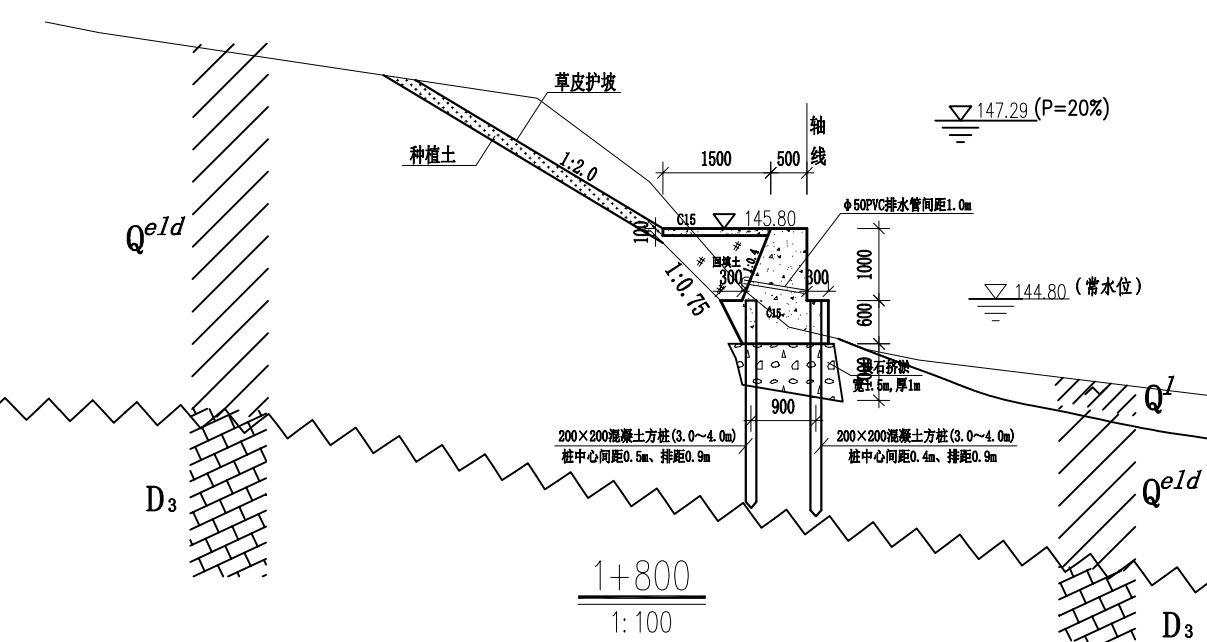 草皮护坡
种植土
1:2.0
147.29 (P=20%)
轴
线
1500
500
Φ50PVC排水管间距1.0m
C15
145.80
100
回填土
1:0.4
1:0.75
300
300
1000
144.80 (常水位)
C15
600
Q^eld
石挤淤
宽1.5m,厚1m
Q^l
900
200×200混凝土方桩(3.0~4.0m)
桩中心间距0.5m、排距0.9m
200×200混凝土方桩(3.0~4.0m)
桩中心间距0.4m、排距0.9m
D₃
Q^eld
1+800
1:100
D₃